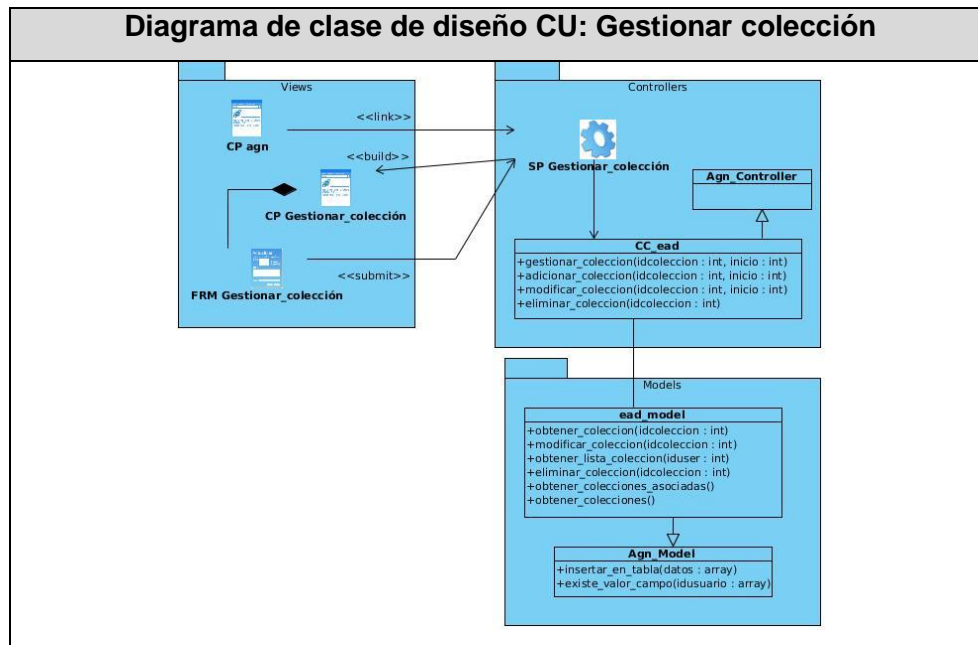 Diagrama de clase de diseño CU: Gestionar colección
Views
CP agn
<<link>>
<<build>>
CP Gestionar_colección
<<submit>>
FRM Gestionar_colección
Controllers
SP Gestionar_colección
Agn_Controller
CC_ead
+gestionar_coleccion(idcoleccion : int, inicio : int)
+adicionar_coleccion(idcoleccion : int, inicio : int)
+modificar_coleccion(idcoleccion : int, inicio : int)
+eliminar_coleccion(idcoleccion : int)
Models
ead_model
+obtener_coleccion(idcoleccion : int)
+modificar_coleccion(idcoleccion : int)
+obtener_lista_coleccion(iduser : int)
+eliminar_coleccion(idcoleccion : int)
+obtener_colecciones_asociadas()
+obtener_colecciones()
Agn_Model
+insertar_en_tabla(datos : array)
+existe_valor_campo(idusuario : array)